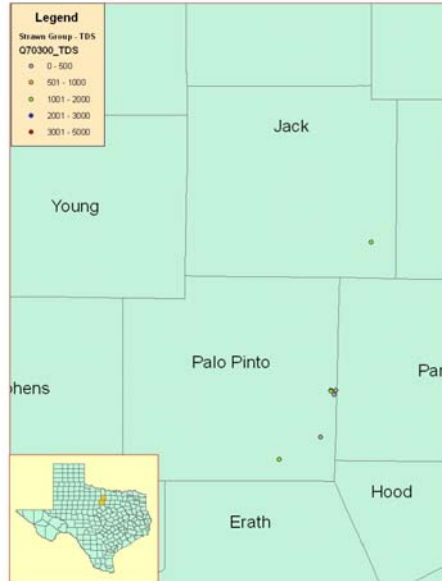 Legend
Strawn Group - TDS
Q70300_TDS
0 - 500
501 - 1000
1001 - 2000
2001 - 3000
3001 - 5000
Jack
Young
Palo Pinto
phens
Par
Hood
Erath